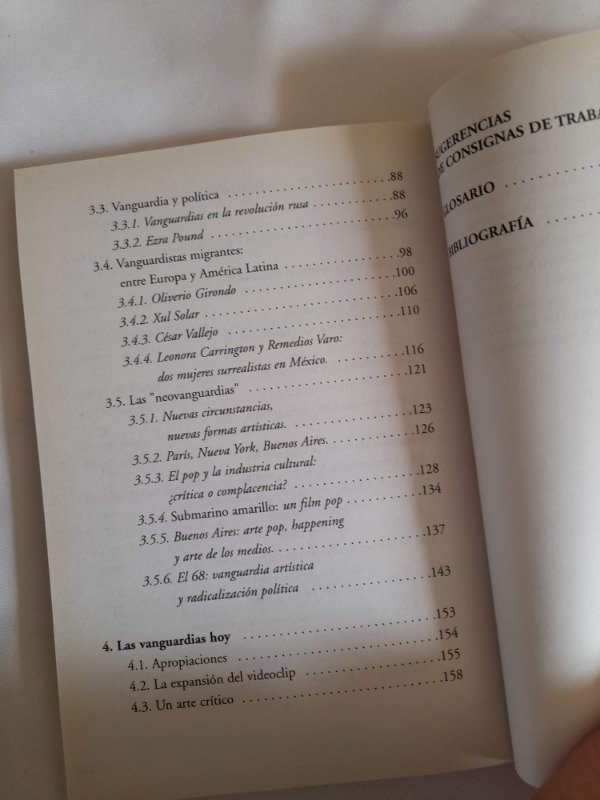 3.3. Vanguardia y política . . . . . . . . . . . . . . . . . . . . . . . . .88
3.3.1. Vanguardias en la revolución rusa . . . . . . . . . . . .88
3.3.2. Ezra Pound . . . . . . . . . . . . . . . . . . . . . . . . . . . . .96
3.4. Vanguardistas migrantes:
entre Europa y América Latina . . . . . . . . . . . . . . . . .98
3.4.1. Oliverio Girondo . . . . . . . . . . . . . . . . . . . . . . .100
3.4.2. Xul Solar . . . . . . . . . . . . . . . . . . . . . . . . . . . . .106
3.4.3. César Vallejo . . . . . . . . . . . . . . . . . . . . . . . . . .110
3.4.4. Leonora Carrington y Remedios Varo:
dos mujeres surrealistas en México. . . . . . . . . . . .116
3.5. Las "neovanguardias" . . . . . . . . . . . . . . . . . . . . . . . .121
3.5.1. Nuevas circunstancias,
nuevas formas artísticas. . . . . . . . . . . . . . . . . . .123
3.5.2. París, Nueva York, Buenos Aires. . . . . . . . . . . . .126
3.5.3. El pop y la industria cultural:
¿crítica o complacencia? . . . . . . . . . . . . . . . . . . .128
3.5.4. Submarino amarillo: un film pop . . . . . . . . . . . .134
3.5.5. Buenos Aires: arte pop, happening
y arte de los medios. . . . . . . . . . . . . . . . . . . . . . .137
3.5.6. El 68: vanguardia artística
y radicalización política . . . . . . . . . . . . . . . . . . .143
4. Las vanguardias hoy . . . . . . . . . . . . . . . . . . . . . . . . . . .153
4.1. Apropiaciones . . . . . . . . . . . . . . . . . . . . . . . . . . . . .154
4.2. La expansión del videoclip . . . . . . . . . . . . . . . . . . . .155
4.3. Un arte crítico . . . . . . . . . . . . . . . . . . . . . . . . . . . . .158
SUGERENCIAS
DE CONSIGNAS DE TRABA
GLOSARIO . . . . . . . . . . .
BIBLIOGRAFÍA . . . . . .